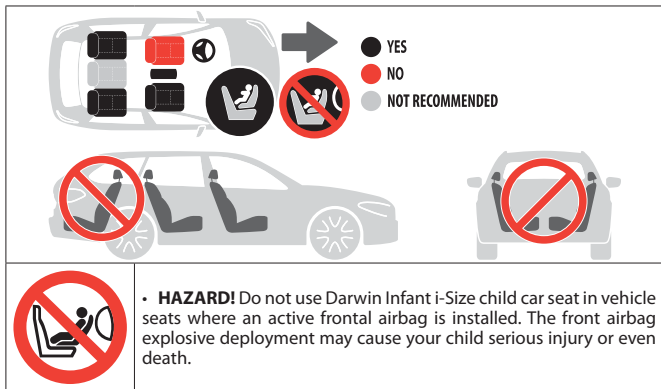 YES
NO
NOT RECOMMENDED
• HAZARD! Do not use Darwin Infant i-Size child car seat in vehicle
seats where an active frontal airbag is installed. The front airbag
explosive deployment may cause your child serious injury or even
death.